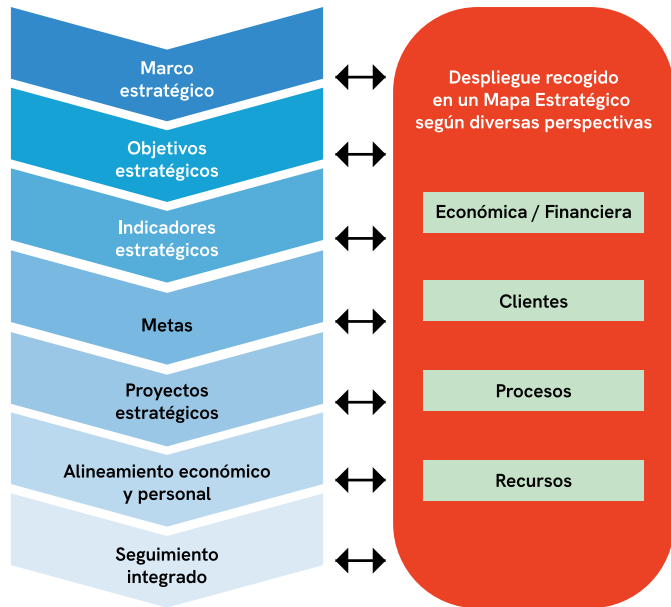 Marco
estratégico
Objetivos
estratégicos
Indicadores
estratégicos
Metas
Proyectos
estratégicos
Alineamiento económico
y personal
Seguimiento
integrado
Despliegue recogido
en un Mapa Estratégico
según diversas perspectivas
Económica / Financiera
Clientes
Procesos
Recursos